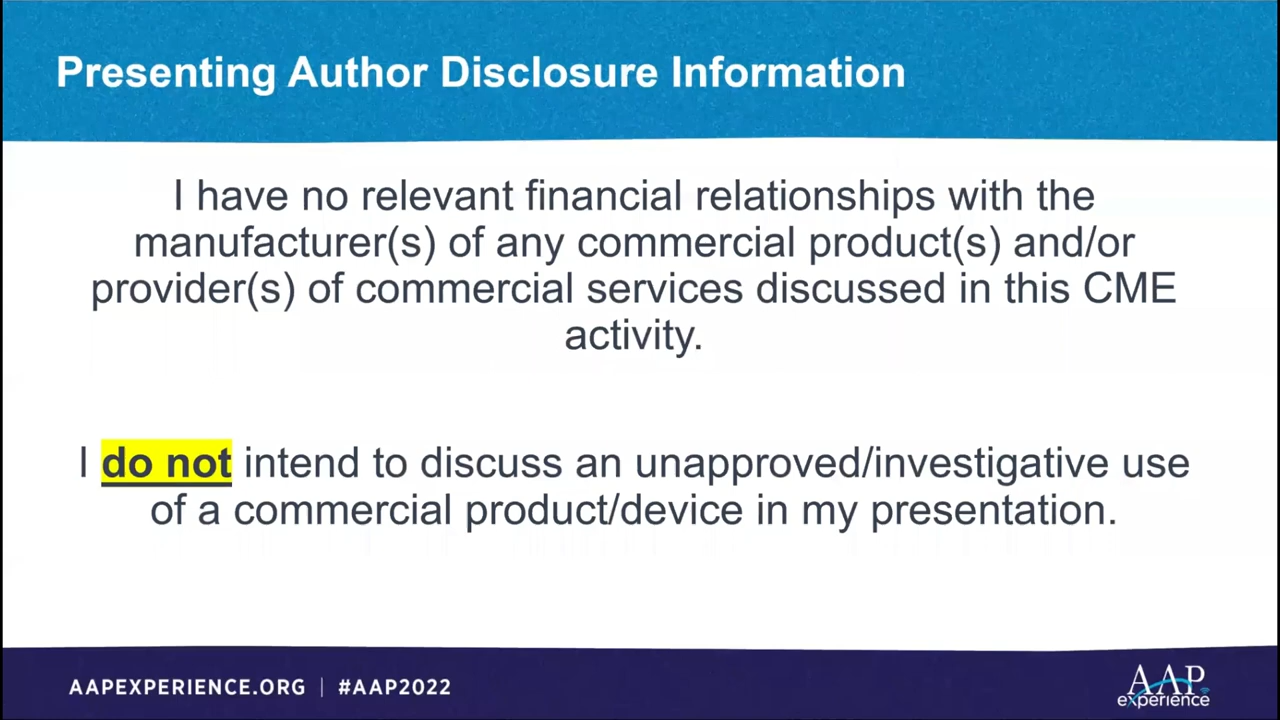 Presenting Author Disclosure Information
I have no relevant financial relationships with the
manufacturer(s) of any commercial product(s) and/or
provider(s) of commercial services discussed in this CME
activity.
I do not intend to discuss an unapproved/investigative use
of a commercial product/device in my presentation.
AAPEXPERIENCE.ORG | #AAP2022
AAP
experience